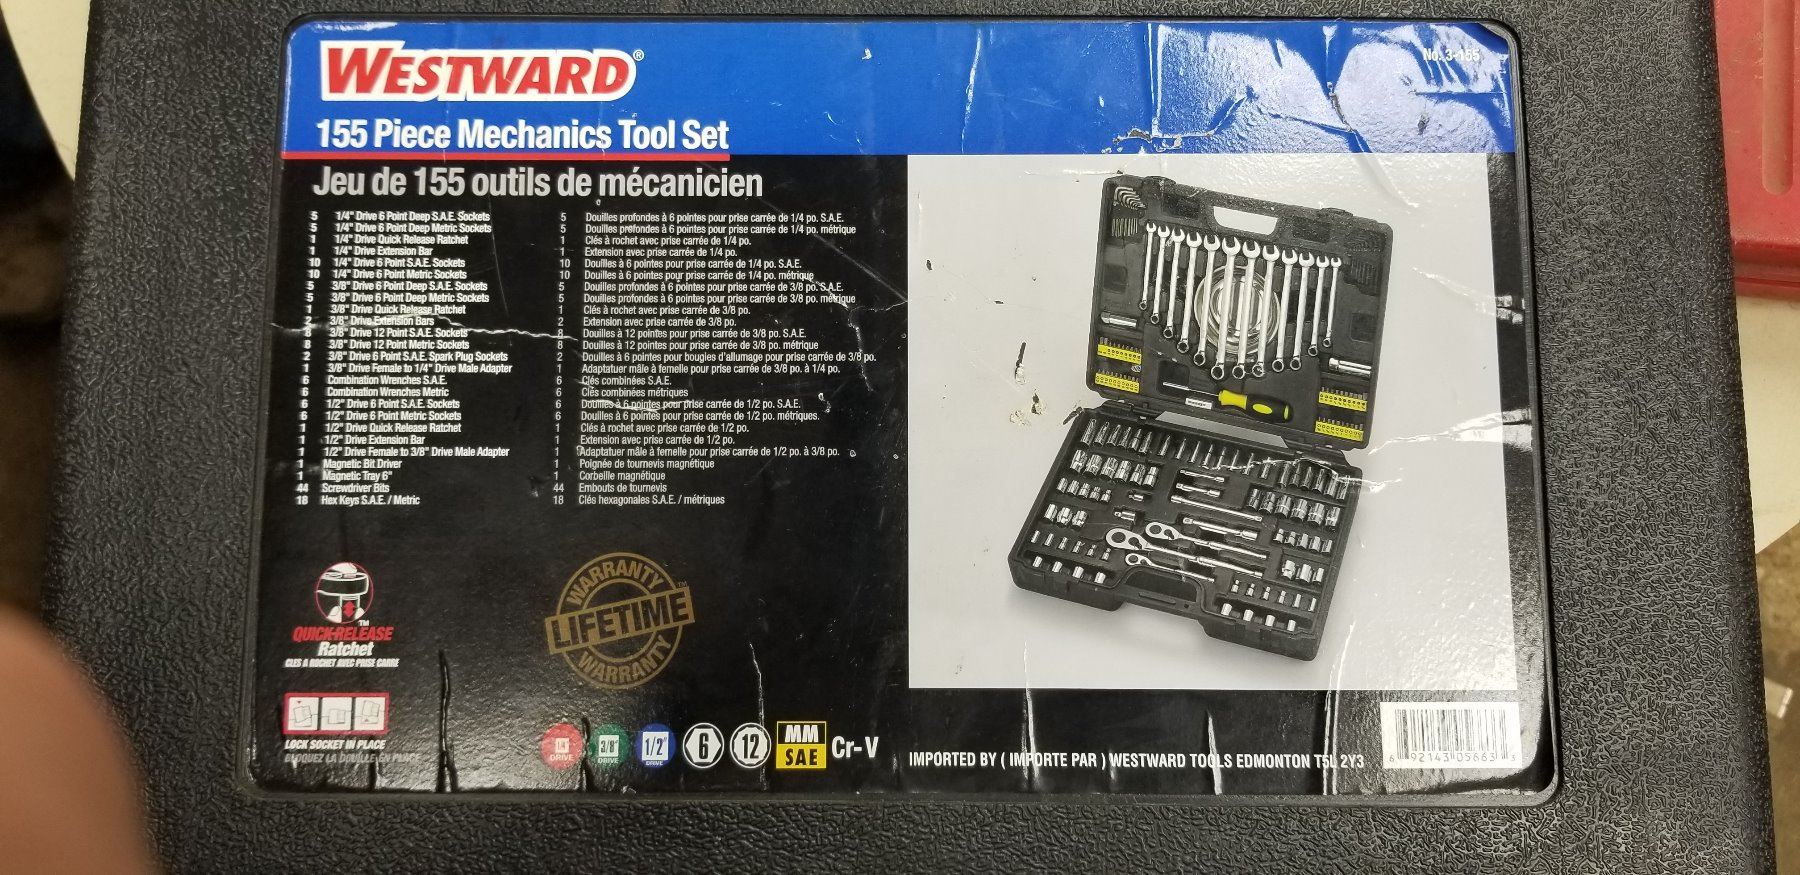 WESTWARD®
No. 3-155
155 Piece Mechanics Tool Set
Jeu de 155 outils de mécanicien
5 1/4" Drive 6 Point Deep S.A.E. Sockets
5 1/4" Drive 6 Point Deep Metric Sockets
1 1/4" Drive Quick Release Ratchet
1 1/4" Drive Extension Bar
10 1/4" Drive 6 Point S.A.E. Sockets
10 1/4" Drive 6 Point Metric Sockets
5 3/8" Drive 6 Point Deep S.A.E. Sockets
5 3/8" Drive 6 Point Deep Metric Sockets
1 3/8" Drive Quick Release Ratchet
2 3/8" Drive Extension Bars
8 3/8" Drive 12 Point S.A.E. Sockets
8 3/8" Drive 12 Point Metric Sockets
2 3/8" Drive 6 Point S.A.E. Spark Plug Sockets
1 3/8" Drive Female to 1/4" Drive Male Adapter
6 Combination Wrenches S.A.E.
6 Combination Wrenches Metric
6 1/2" Drive 6 Point S.A.E. Sockets
6 1/2" Drive 6 Point Metric Sockets
1 1/2" Drive Quick Release Ratchet
1 1/2" Drive Extension Bar
1 1/2" Drive Female to 3/8" Drive Male Adapter
1 Magnetic Bit Driver
1 Magnetic Tray 6"
44 Screwdriver Bits
18 Hex Keys S.A.E. / Metric
5 Douilles profondes à 6 pointes pour prise carrée de 1/4 po. S.A.E.
5 Douilles profondes à 6 pointes pour prise carrée de 1/4 po. métrique
1 Clés à rochet avec prise carrée de 1/4 po.
1 Extension avec prise carrée de 1/4 po.
10 Douilles à 6 pointes pour prise carrée de 1/4 po. S.A.E.
10 Douilles à 6 pointes pour prise carrée de 1/4 po. métrique
5 Douilles profondes à 6 pointes pour prise carrée de 3/8 po. S.A.E.
5 Douilles profondes à 6 pointes pour prise carrée de 3/8 po. métrique
1 Clés à rochet avec prise carrée de 3/8 po.
2 Extension avec prise carrée de 3/8 po.
8 Douilles à 12 pointes pour prise carrée de 3/8 po. S.A.E.
8 Douilles à 12 pointes pour prise carrée de 3/8 po. métrique
2 Douilles à 6 pointes pour bougies d'allumage pour prise carrée de 3/8 po.
1 Adaptatuer mâle à femelle pour prise carrée de 3/8 po. à 1/4 po.
6 Clés combinées S.A.E.
6 Clés combinées métriques
6 Douilles à 6 pointes pour prise carrée de 1/2 po. S.A.E.
6 Douilles à 6 pointes pour prise carrée de 1/2 po. métriques.
1 Clés à rochet avec prise carrée de 1/2 po.
1 Extension avec prise carrée de 1/2 po.
1 Adaptatuer mâle à femelle pour prise carrée de 1/2 po. à 3/8 po.
1 Poignée de tournevis magnétique
1 Corbeille magnétique
44 Embouts de tournevis
18 Clés hexagonales S.A.E. / métriques
TM
QUICK-RELEASE
Ratchet
CLES A ROCHET AVEC PRISE CARRE
WARRANTY
LIFETIME™
WARRANTY
LOCK SOCKET IN PLACE
BLOQUEZ LA DOUILLE EN PLACE
1/4 DRIVE
3/8" DRIVE
1/2" DRIVE
6
12
MM
SAE
Cr-V
IMPORTED BY ( IMPORTE PAR ) WESTWARD TOOLS EDMONTON T5L 2Y3
6 92143 05663 3